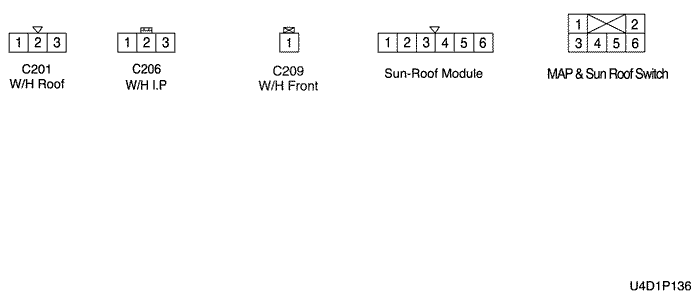 1 2 3
C201
W/H Roof
1 2 3
C206
W/H I.P
1
C209
W/H Front
1 2 3 4 5 6
Sun-Roof Module
1 2
3 4 5 6
MAP & Sun Roof Switch
U4D1P136